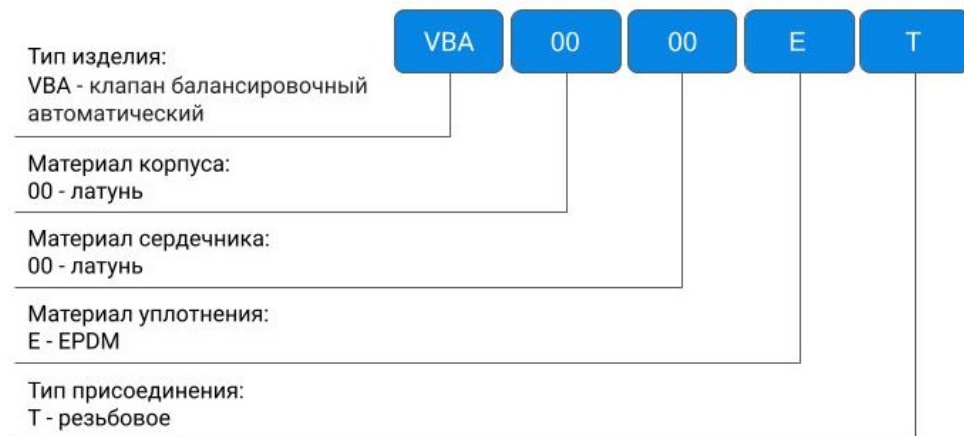 VBA 00 00 E T
Тип изделия:
VBA - клапан балансировочный
автоматический
Материал корпуса:
00 - латунь
Материал сердечника:
00 - латунь
Материал уплотнения:
E - EPDM
Тип присоединения:
T - резьбовое